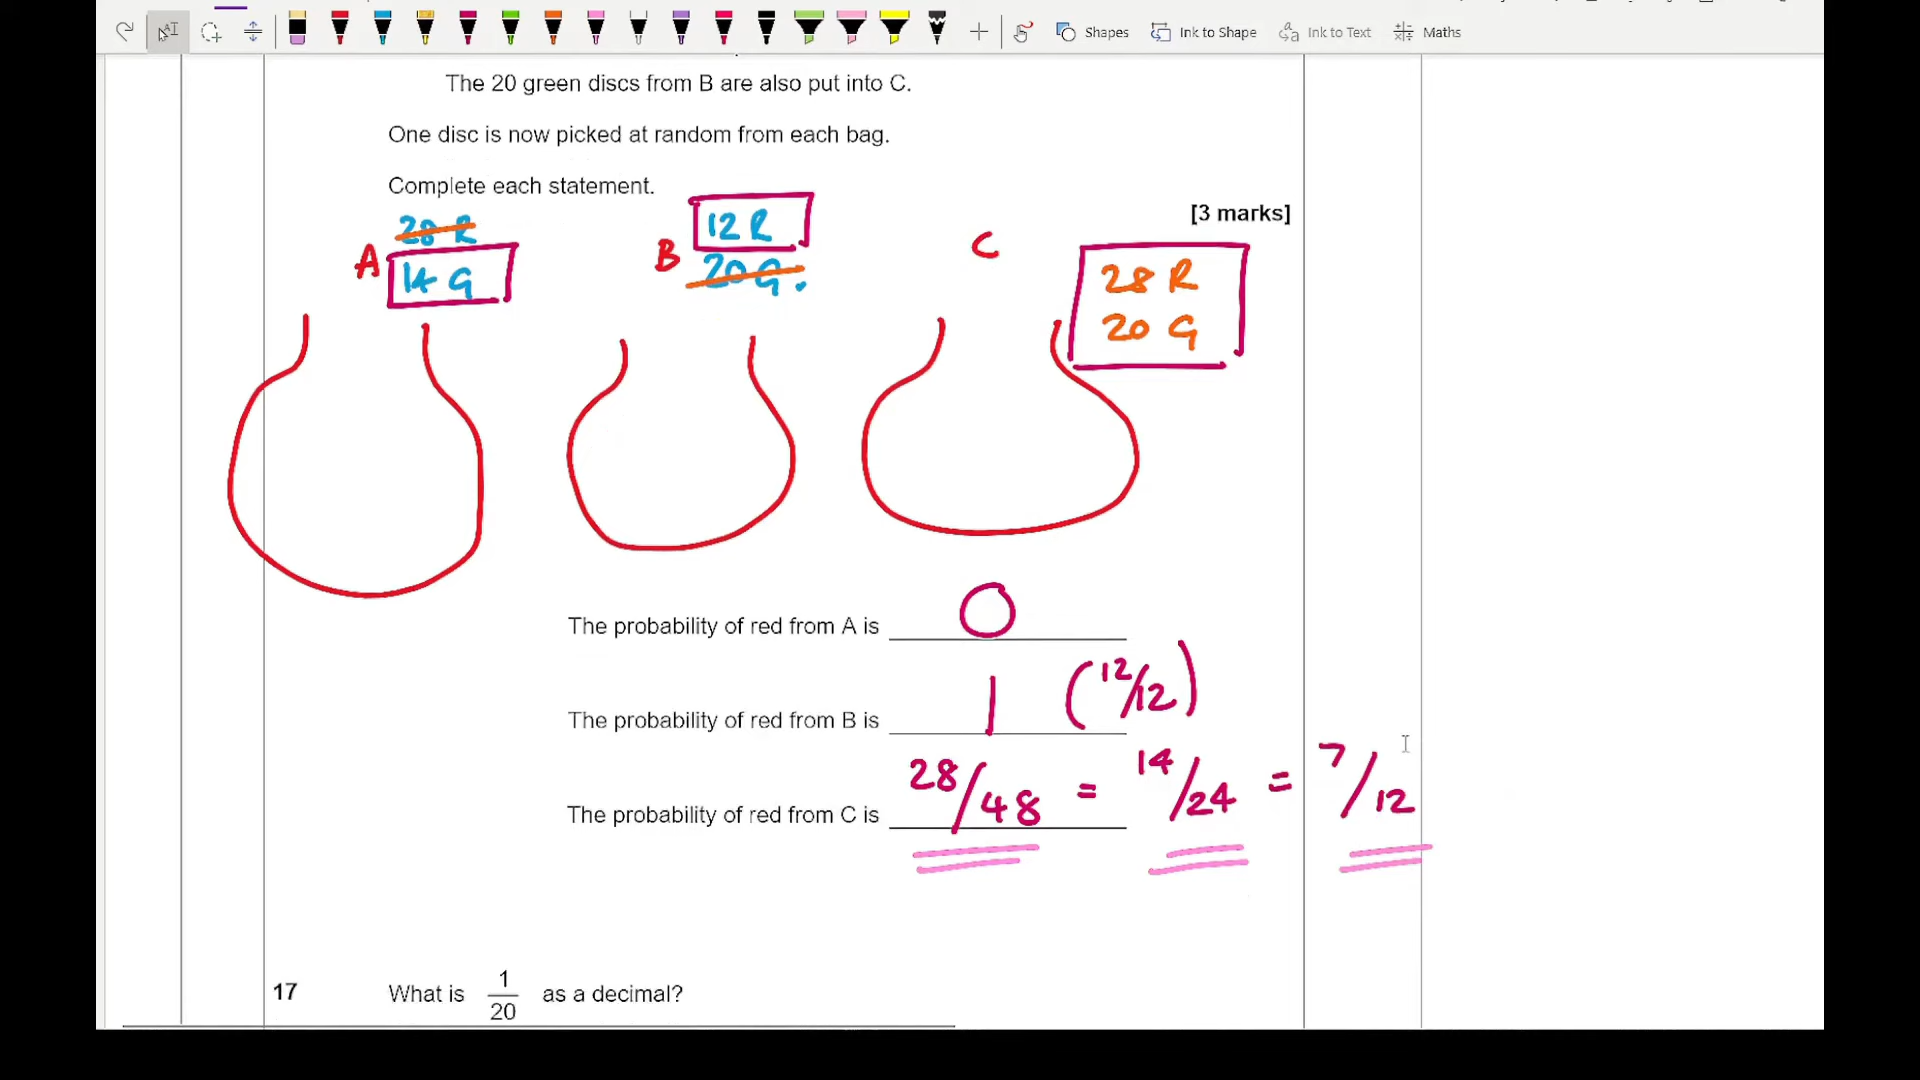 Shapes
Ink to Shape
Ink to Text
Maths
The 20 green discs from B are also put into C.
One disc is now picked at random from each bag.
Complete each statement.
[3 marks]
A 28 R
14 G
B 12 R
20 G.
C 28 R
20 G
The probability of red from A is 0
The probability of red from B is 1 (12/12)
The probability of red from C is 28/48 = 14/24 = 7/12
17 What is 1/20 as a decimal?